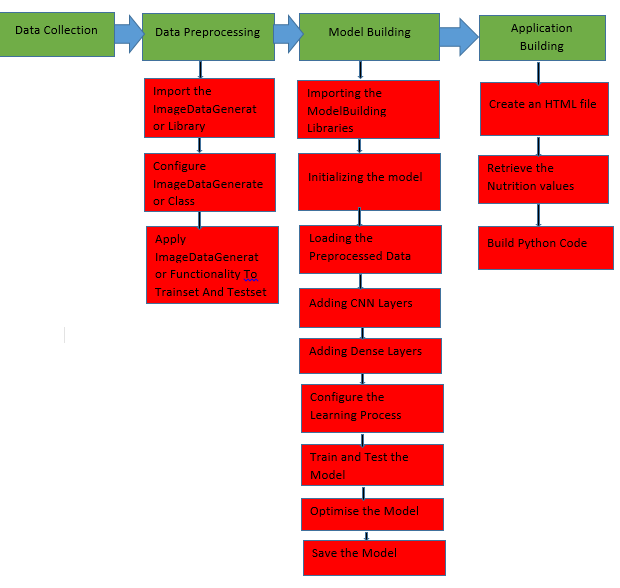 Data Collection
Data Preprocessing
Model Building
Application
Building
Import the
ImageDataGenerat
or Library
Configure
ImageDataGenerate
or Class
Apply
ImageDataGenerat
or Functionality To
Trainset And Testset
Importing the
ModelBuilding
Libraries
Initializing the model
Loading the
Preprocessed Data
Adding CNN Layers
Adding Dense Layers
Configure the
Learning Process
Train and Test the
Model
Optimise the Model
Save the Model
Create an HTML file
Retrieve the
Nutrition values
Build Python Code